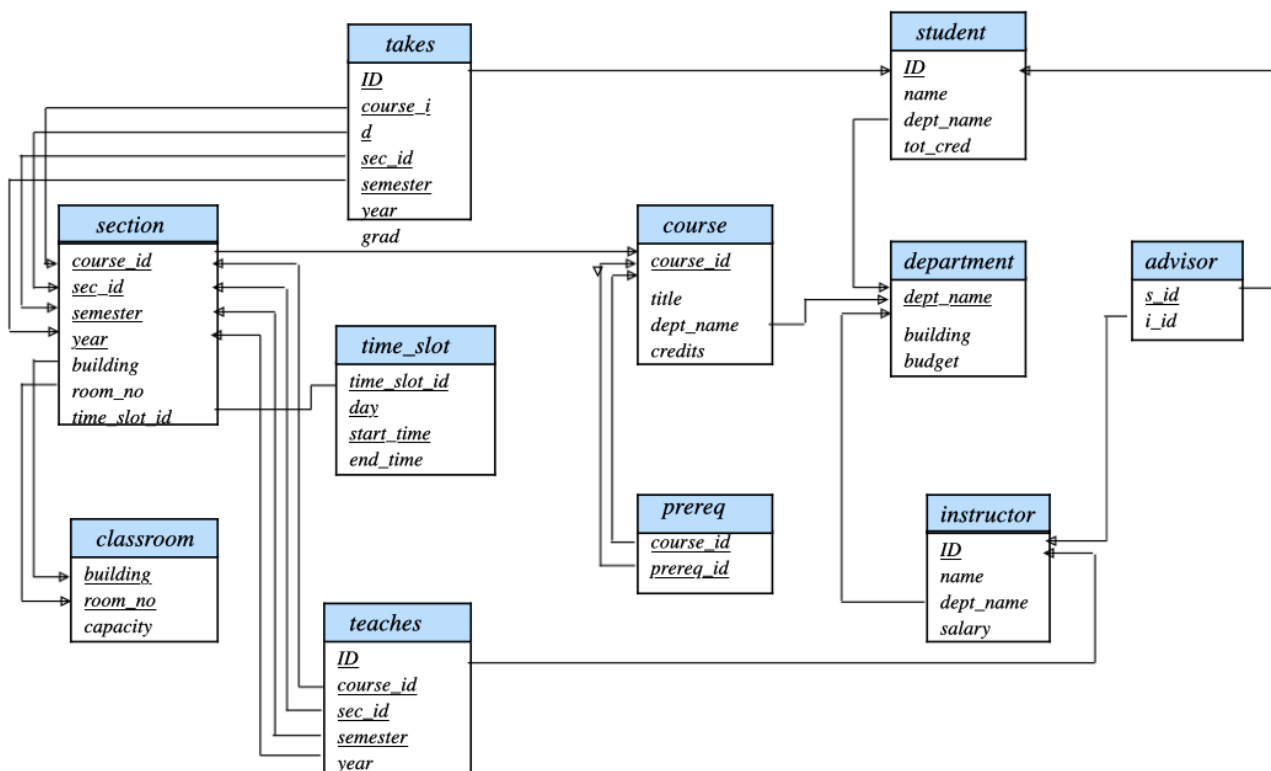 takes
ID
course_i
d
sec_id
semester
year
grad
student
ID
name
dept_name
tot_cred
section
course_id
sec_id
semester
year
building
room_no
time_slot_id
course
course_id
title
dept_name
credits
department
dept_name
building
budget
advisor
s_id
i_id
time_slot
time_slot_id
day
start_time
end_time
prereq
course_id
prereq_id
instructor
ID
name
dept_name
salary
classroom
building
room_no
capacity
teaches
ID
course_id
sec_id
semester
year